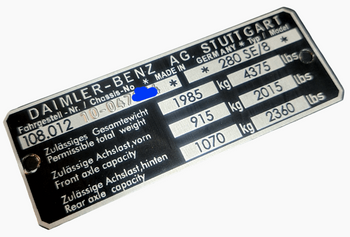 DAIMLER-BENZ AG. STUTTGART
Fahrgestell-Nr. / Chassis-No. * MADE IN GERMANY * Typ / Model
108.012 10-047 * * 280 SE/8 *
Zulässiges Gesamtgewicht
Permissible total weight 1985 kg 4375 lbs
Zulässige Achslast, vorn
Front axle capacity 915 kg 2015 lbs
Zulässige Achslast, hinten
Rear axle capacity 1070 kg 2360 lbs